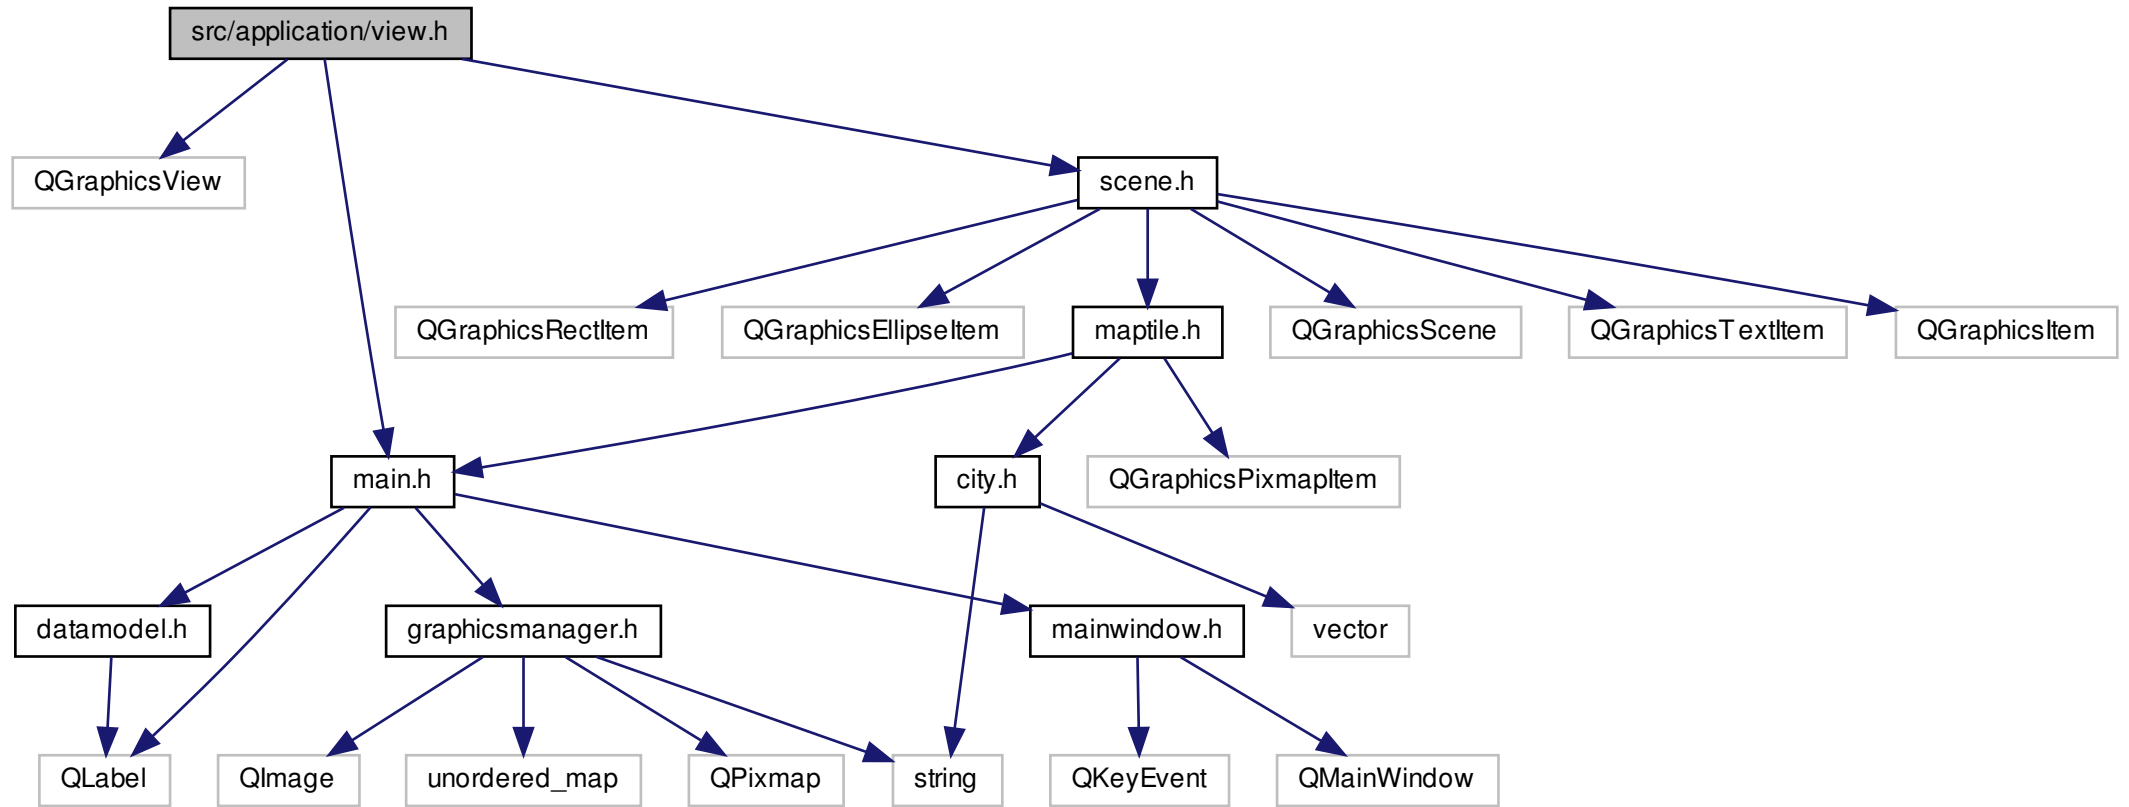 src/application/view.h
QGraphicsView
scene.h
QGraphicsRectItem
QGraphicsEllipseItem
maptile.h
QGraphicsScene
QGraphicsTextItem
QGraphicsItem
main.h
city.h
QGraphicsPixmapItem
datamodel.h
graphicsmanager.h
mainwindow.h
vector
QLabel
QImage
unordered_map
QPixmap
string
QKeyEvent
QMainWindow